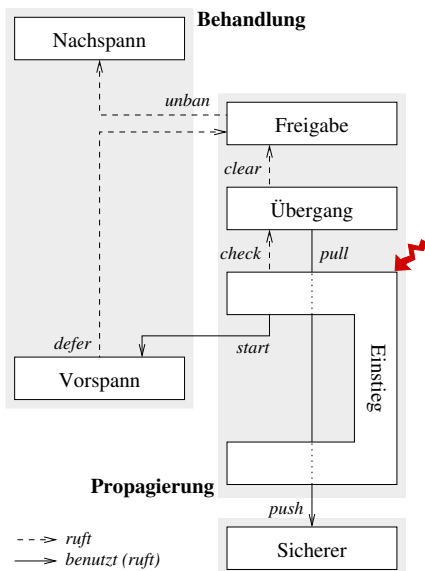 Behandlung
Nachspann
unban
Freigabe
clear
Übergang
check
pull
defer
start
Einstieg
Vorspann
Propagierung
push
ruft
benutzt (ruft)
Sicherer